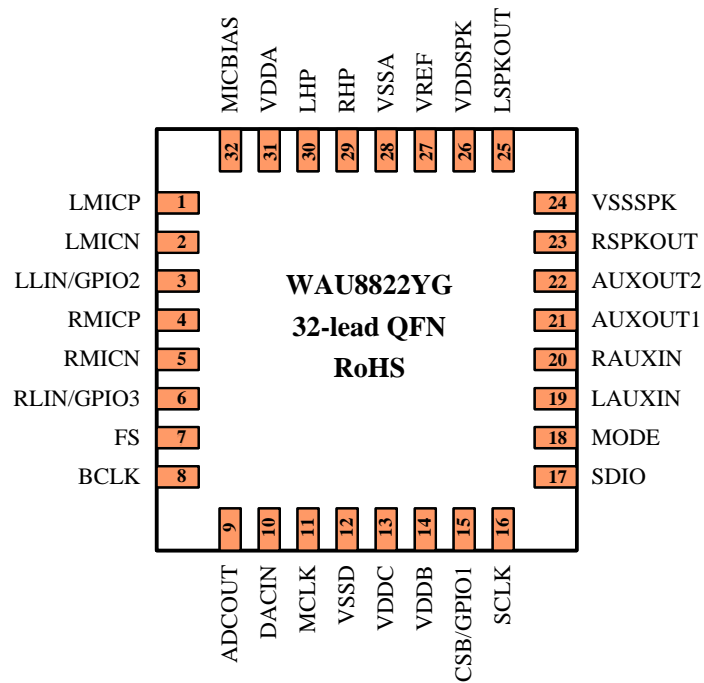 MICBIAS
VDDA
LHP
RHP
VSSA
VREF
VDDSPK
LSPKOUT
32
31
30
29
28
27
26
25
LMICP 1
LMICN 2
LLIN/GPIO2 3
RMICP 4
RMICN 5
RLIN/GPIO3 6
FS 7
BCLK 8
WAU8822YG
32-lead QFN
RoHS
24 VSSSPK
23 RSPKOUT
22 AUXOUT2
21 AUXOUT1
20 RAUXIN
19 LAUXIN
18 MODE
17 SDIO
9
10
11
12
13
14
15
16
ADCOUT
DACIN
MCLK
VSSD
VDDC
VDDB
CSB/GPIO1
SCLK